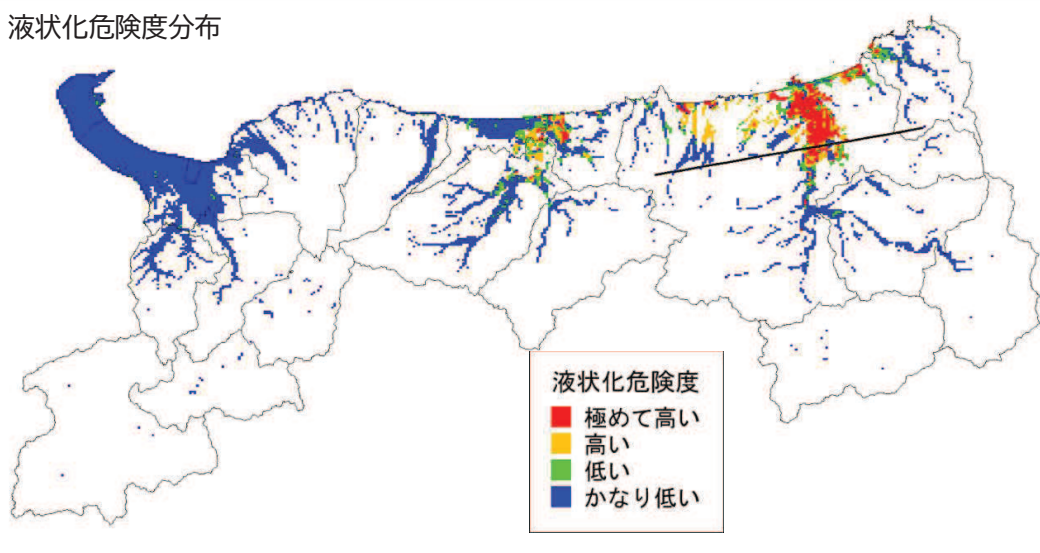 液状化危険度分布
液状化危険度
極めて高い
高い
低い
かなり低い